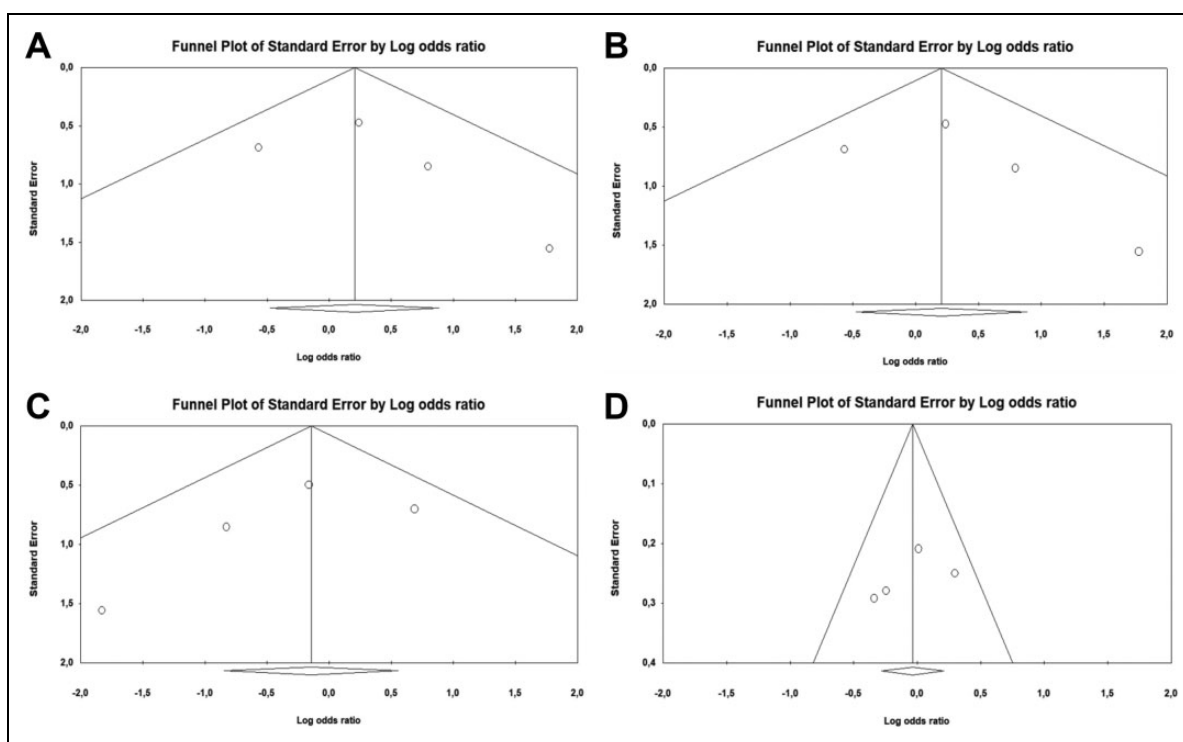 A
Funnel Plot of Standard Error by Log odds ratio
0,0
0,5
1,0
1,5
2,0
Standard Error
-2,0 -1,5 -1,0 -0,5 0,0 0,5 1,0 1,5 2,0
Log odds ratio
B
Funnel Plot of Standard Error by Log odds ratio
0,0
0,5
1,0
1,5
2,0
Standard Error
-2,0 -1,5 -1,0 -0,5 0,0 0,5 1,0 1,5 2,0
Log odds ratio
C
Funnel Plot of Standard Error by Log odds ratio
0,0
0,5
1,0
1,5
2,0
Standard Error
-2,0 -1,5 -1,0 -0,5 0,0 0,5 1,0 1,5 2,0
Log odds ratio
D
Funnel Plot of Standard Error by Log odds ratio
0,0
0,1
0,2
0,3
0,4
Standard Error
-2,0 -1,5 -1,0 -0,5 0,0 0,5 1,0 1,5 2,0
Log odds ratio